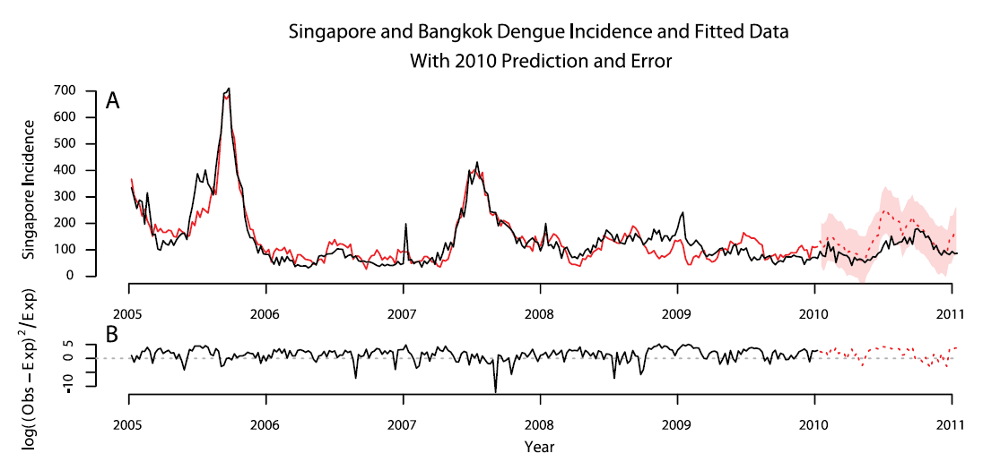 Singapore and Bangkok Dengue Incidence and Fitted Data
With 2010 Prediction and Error
A
Singapore Incidence
700
600
500
400
300
200
100
0
2005 2006 2007 2008 2009 2010 2011
B
log((Obs − Exp)²/Exp)
5
0
-10
2005 2006 2007 2008 2009 2010 2011
Year